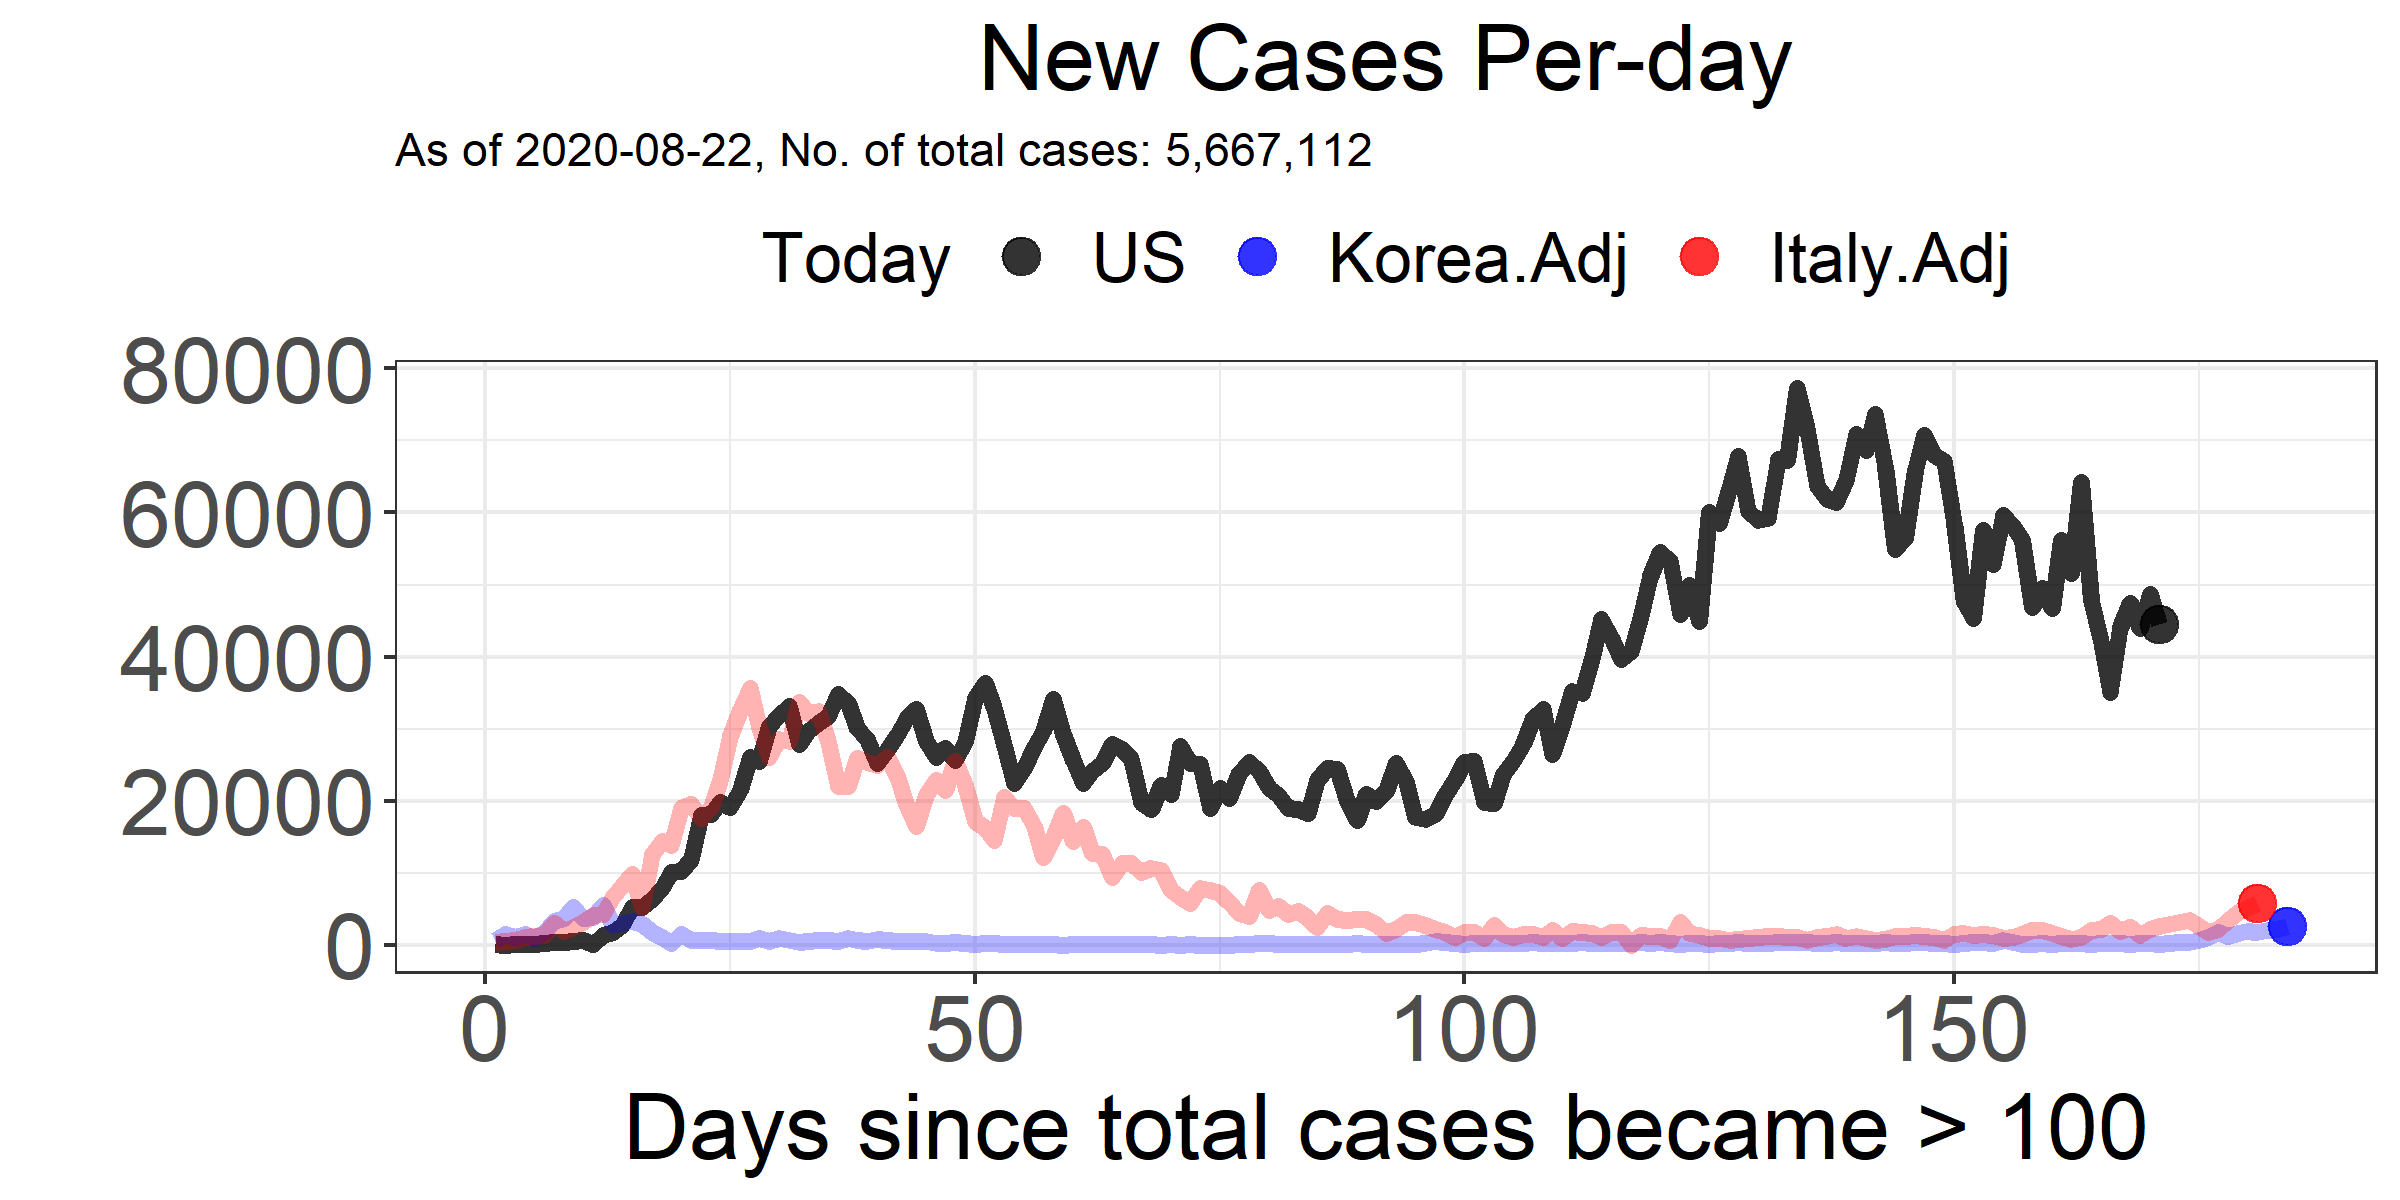 New Cases Per-day
As of 2020-08-22, No. of total cases: 5,667,112
Today US Korea.Adj Italy.Adj
80000
60000
40000
20000
0
0 50 100 150
Days since total cases became > 100